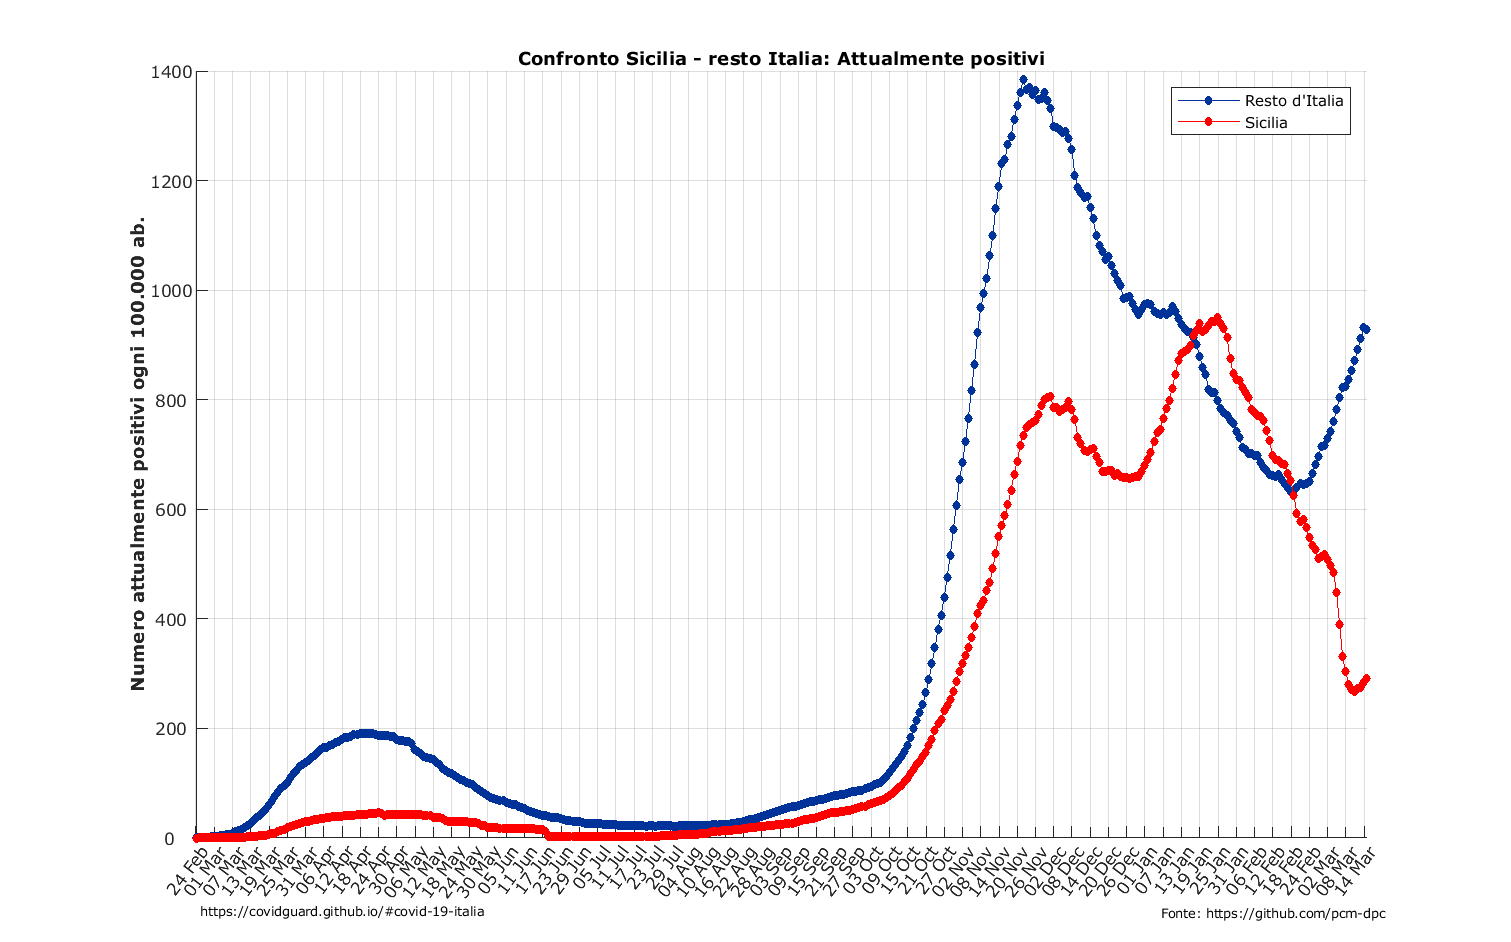 Confronto Sicilia - resto Italia: Attualmente positivi
Numero attualmente positivi ogni 100.000 ab.
1400
1200
1000
800
600
400
200
0
Resto d'Italia
Sicilia
24 Feb
01 Mar
07 Mar
13 Mar
19 Mar
25 Mar
31 Mar
06 Apr
12 Apr
18 Apr
24 Apr
30 Apr
06 May
12 May
18 May
24 May
30 May
05 Jun
11 Jun
17 Jun
23 Jun
29 Jun
05 Jul
11 Jul
17 Jul
23 Jul
29 Jul
04 Aug
10 Aug
16 Aug
22 Aug
28 Aug
03 Sep
09 Sep
15 Sep
21 Sep
27 Sep
03 Oct
09 Oct
15 Oct
21 Oct
27 Oct
02 Nov
08 Nov
14 Nov
20 Nov
26 Nov
02 Dec
08 Dec
14 Dec
20 Dec
26 Dec
01 Jan
07 Jan
13 Jan
19 Jan
25 Jan
31 Jan
06 Feb
12 Feb
18 Feb
24 Feb
02 Mar
08 Mar
14 Mar
https://covidguard.github.io/#covid-19-italia
Fonte: https://github.com/pcm-dpc